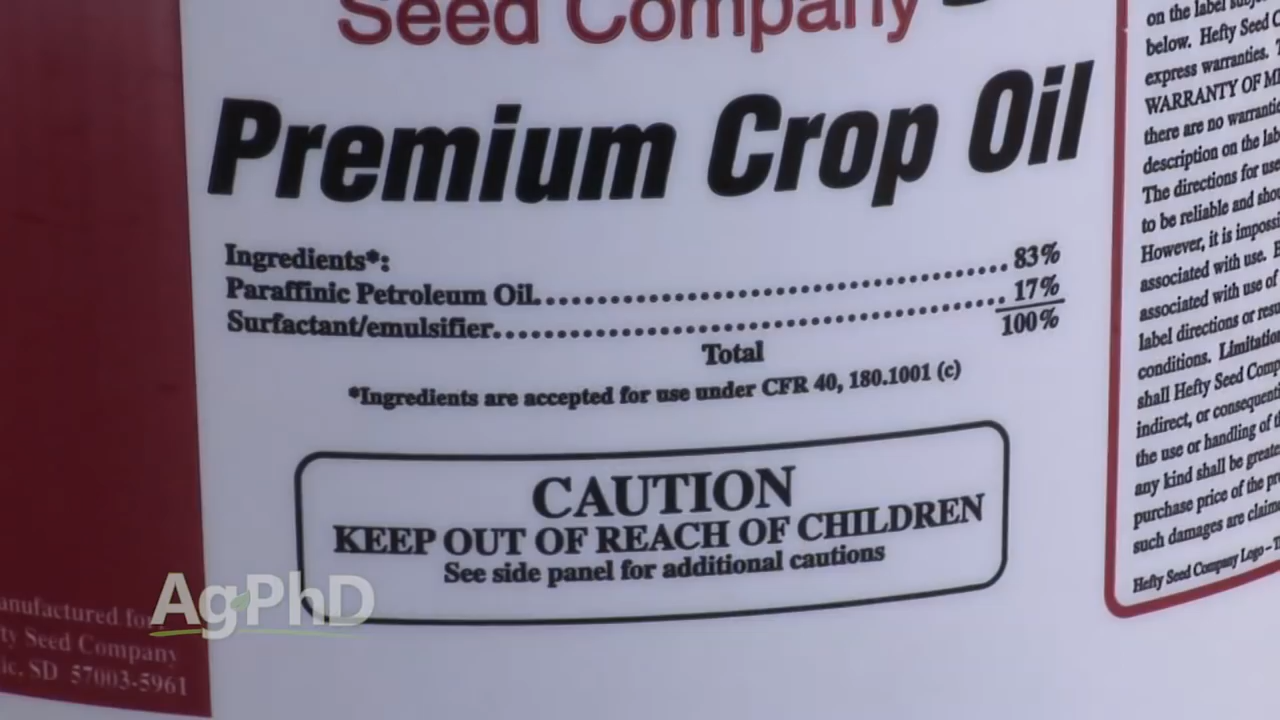 Seed Company
Premium Crop Oil
Ingredients*:
Paraffinic Petroleum Oil........................................ 83%
Surfactant/emulsifier........................................ 17%
100%
Total
*Ingredients are accepted for use under CFR 40, 180.1001 (c)
CAUTION
KEEP OUT OF REACH OF CHILDREN
See side panel for additional cautions
AgPhD
Seed Company
SD 57003-5961
on the label
below. Hefty Seed
express warranties.
WARRANTY OF
there are no
description on the
The directions for use
to be reliable and
However, it is
associated with use.
associated with use of
label directions or
conditions. Limitation
shall Hefty Seed
indirect, or
the use or handling of
any kind shall be
purchase price of the
such damages are
Hefty Seed Company Logo –